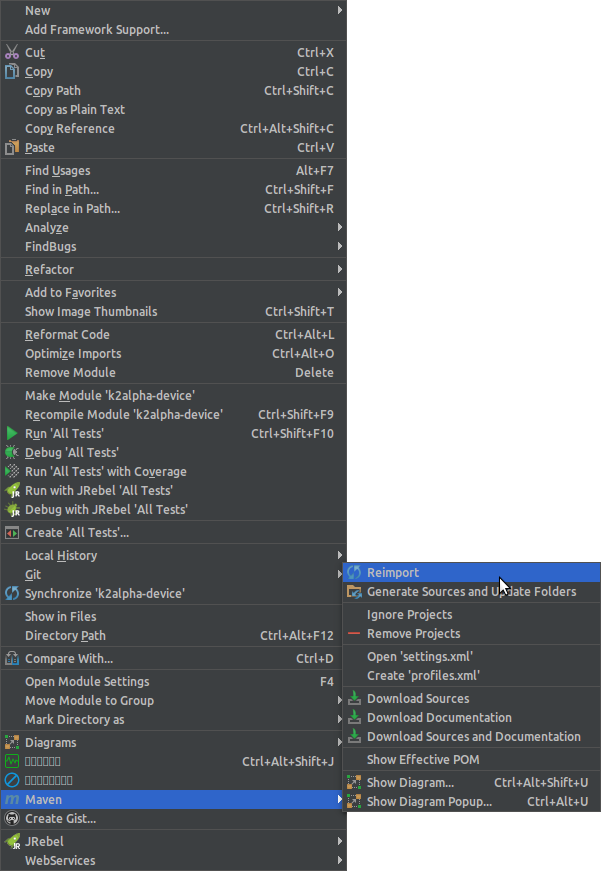 New
Add Framework Support...
Cut Ctrl+X
Copy Ctrl+C
Copy Path Ctrl+Shift+C
Copy as Plain Text
Copy Reference Ctrl+Alt+Shift+C
Paste Ctrl+V
Find Usages Alt+F7
Find in Path... Ctrl+Shift+F
Replace in Path... Ctrl+Shift+R
Analyze
FindBugs
Refactor
Add to Favorites
Show Image Thumbnails Ctrl+Shift+T
Reformat Code Ctrl+Alt+L
Optimize Imports Ctrl+Alt+O
Remove Module Delete
Make Module 'k2alpha-device'
Recompile Module 'k2alpha-device' Ctrl+Shift+F9
Run 'All Tests' Ctrl+Shift+F10
Debug 'All Tests'
Run 'All Tests' with Coverage
Run with JRebel 'All Tests'
Debug with JRebel 'All Tests'
Create 'All Tests'...
Local History
Git
Synchronize 'k2alpha-device'
Show in Files
Directory Path Ctrl+Alt+F12
Compare With... Ctrl+D
Open Module Settings F4
Move Module to Group
Mark Directory as
Diagrams
Ctrl+Alt+Shift+J
Maven
Create Gist...
JRebel
WebServices
Reimport
Generate Sources and Update Folders
Ignore Projects
Remove Projects
Open 'settings.xml'
Create 'profiles.xml'
Download Sources
Download Documentation
Download Sources and Documentation
Show Effective POM
Show Diagram... Ctrl+Alt+Shift+U
Show Diagram Popup... Ctrl+Alt+U